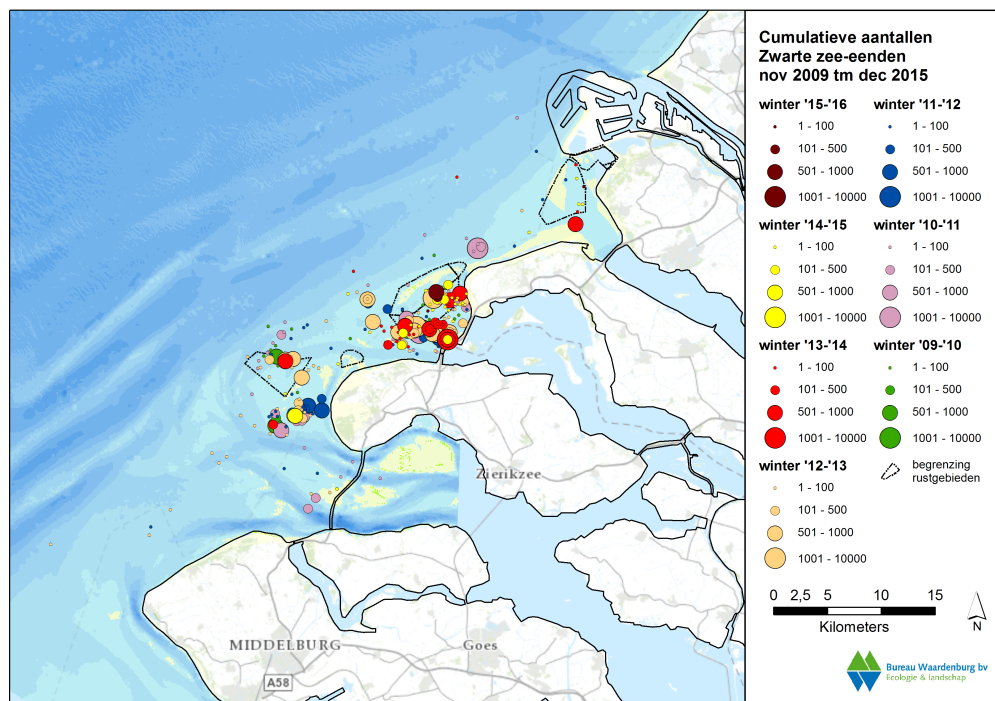 Cumulatieve aantallen
Zwarte zee-eenden
nov 2009 tm dec 2015
winter '15-'16
1 - 100
101 - 500
501 - 1000
1001 - 10000
winter '14-'15
1 - 100
101 - 500
501 - 1000
1001 - 10000
winter '13-'14
1 - 100
101 - 500
501 - 1000
1001 - 10000
winter '12-'13
1 - 100
101 - 500
501 - 1000
1001 - 10000
winter '11-'12
1 - 100
101 - 500
501 - 1000
1001 - 10000
winter '10-'11
1 - 100
101 - 500
501 - 1000
1001 - 10000
winter '09-'10
1 - 100
101 - 500
501 - 1000
1001 - 10000
begrenzing
rustgebieden
0 2,5 5 10 15
Kilometers
N
Bureau Waardenburg bv
Ecologie & landschap
Zierikzee
MIDDELBURG
Goes
A58